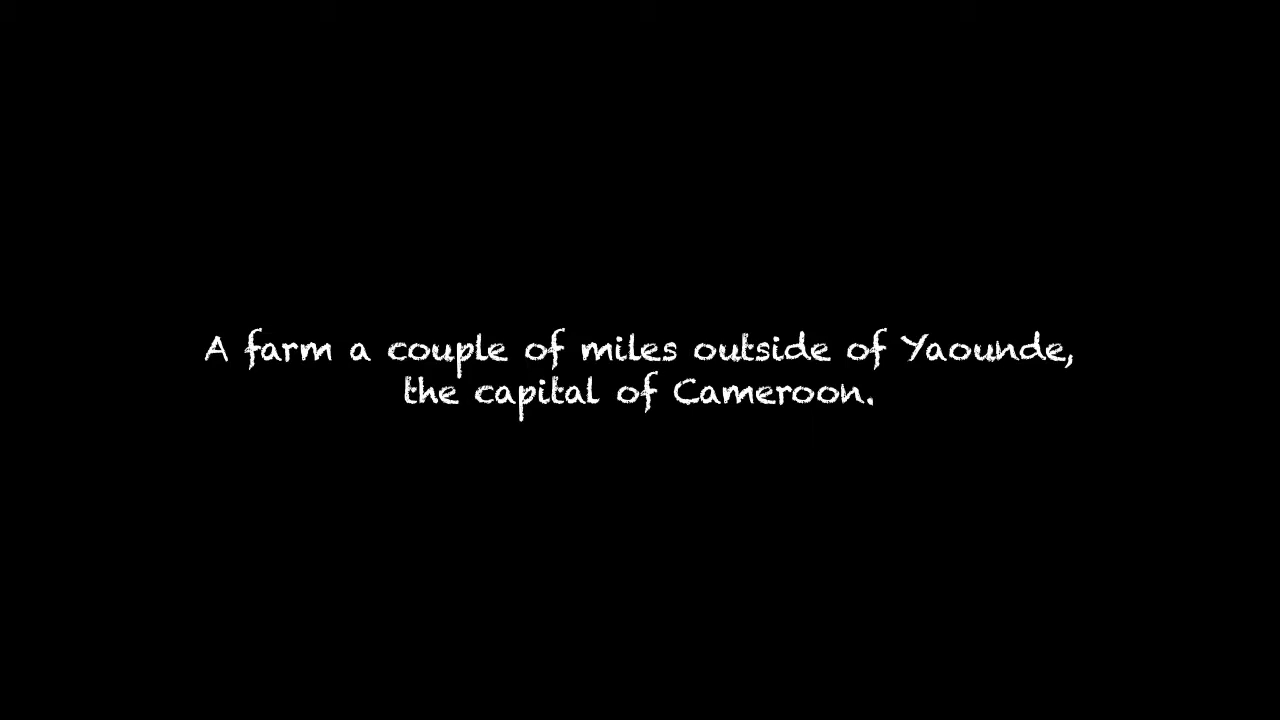 A farm a couple of miles outside of Yaounde,
the capital of Cameroon.